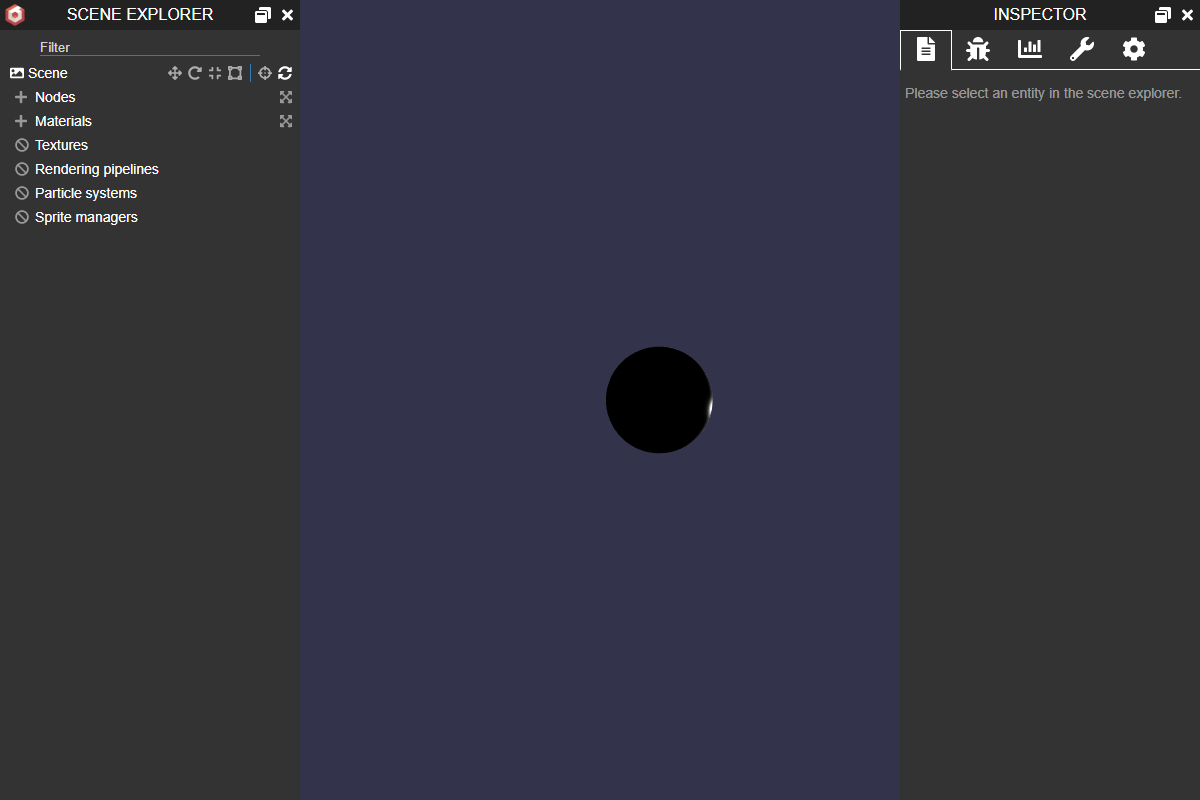 SCENE EXPLORER
Filter
Scene
Nodes
Materials
Textures
Rendering pipelines
Particle systems
Sprite managers
INSPECTOR
Please select an entity in the scene explorer.